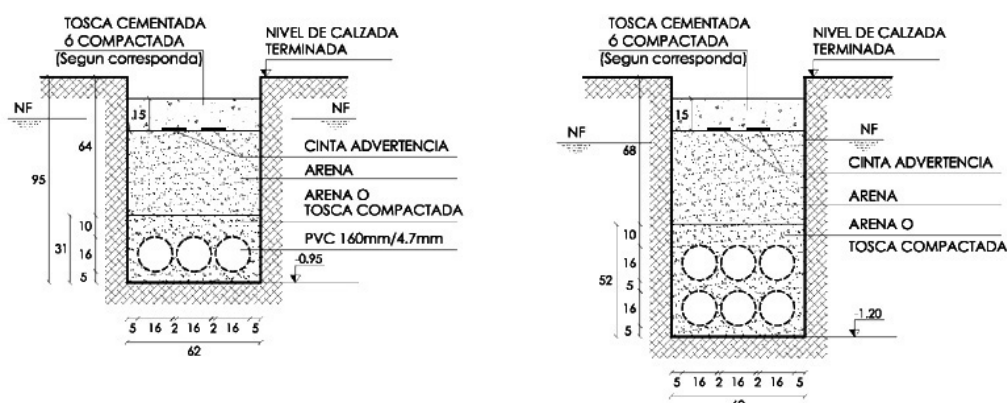 TOSCA CEMENTADA
ó COMPACTADA
(Segun corresponda)
NIVEL DE CALZADA
TERMINADA
NF
15
64
95
CINTA ADVERTENCIA
ARENA
ARENA O
TOSCA COMPACTADA
PVC 160mm/4.7mm
31
10
16
5
-0.95
5 16 2 16 2 16 5
62
TOSCA CEMENTADA
ó COMPACTADA
(Segun corresponda)
NIVEL DE CALZADA
TERMINADA
15
NF
NF
68
CINTA ADVERTENCIA
ARENA
ARENA O
TOSCA COMPACTADA
52
10
16
5
16
5
-1.20
5 16 2 16 2 16 5